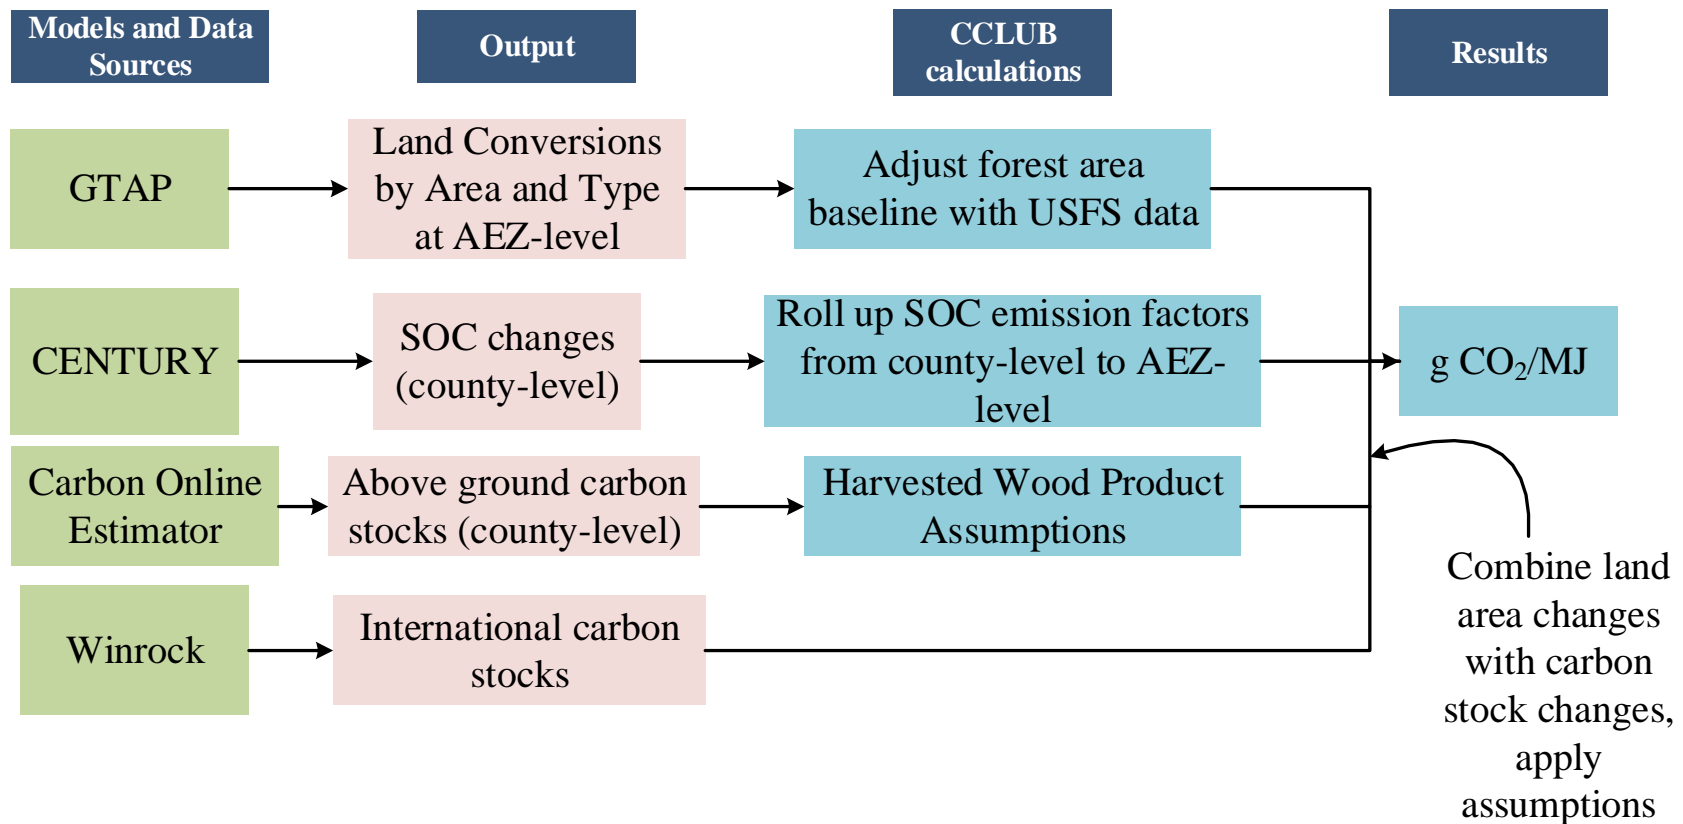 Models and Data
Sources
Output
CCLUB
calculations
Results
GTAP
Land Conversions
by Area and Type
at AEZ-level
Adjust forest area
baseline with USFS data
CENTURY
SOC changes
(county-level)
Roll up SOC emission factors
from county-level to AEZ-
level
g CO₂/MJ
Carbon Online
Estimator
Above ground carbon
stocks (county-level)
Harvested Wood Product
Assumptions
Winrock
International carbon
stocks
Combine land
area changes
with carbon
stock changes,
apply
assumptions